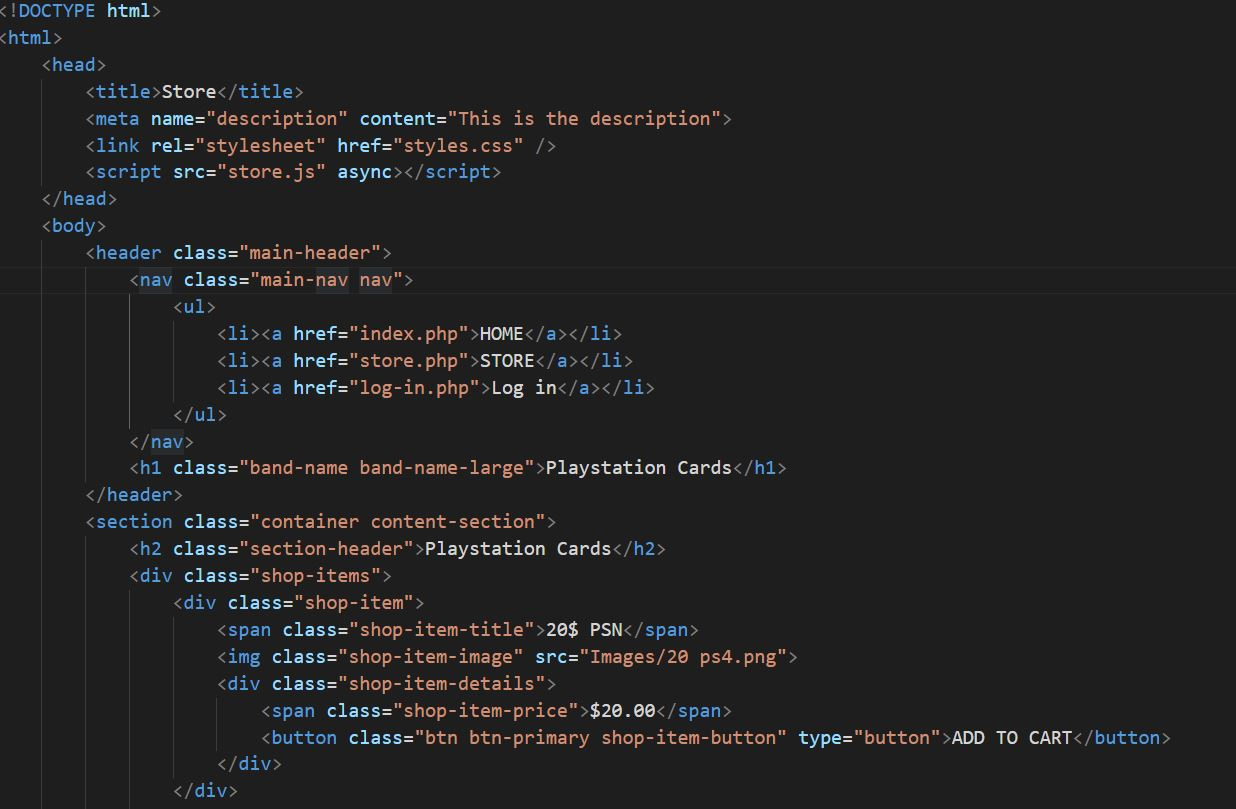 <!DOCTYPE html>
<html>
    <head>
        <title>Store</title>
        <meta name="description" content="This is the description">
        <link rel="stylesheet" href="styles.css" />
        <script src="store.js" async></script>
    </head>
    <body>
        <header class="main-header">
            <nav class="main-nav nav">
                <ul>
                    <li><a href="index.php">HOME</a></li>
                    <li><a href="store.php">STORE</a></li>
                    <li><a href="log-in.php">Log in</a></li>
                </ul>
            </nav>
            <h1 class="band-name band-name-large">Playstation Cards</h1>
        </header>
        <section class="container content-section">
            <h2 class="section-header">Playstation Cards</h2>
            <div class="shop-items">
                <div class="shop-item">
                    <span class="shop-item-title">20$ PSN</span>
                    <img class="shop-item-image" src="Images/20 ps4.png">
                    <div class="shop-item-details">
                        <span class="shop-item-price">$20.00</span>
                        <button class="btn btn-primary shop-item-button" type="button">ADD TO CART</button>
                    </div>
                </div>